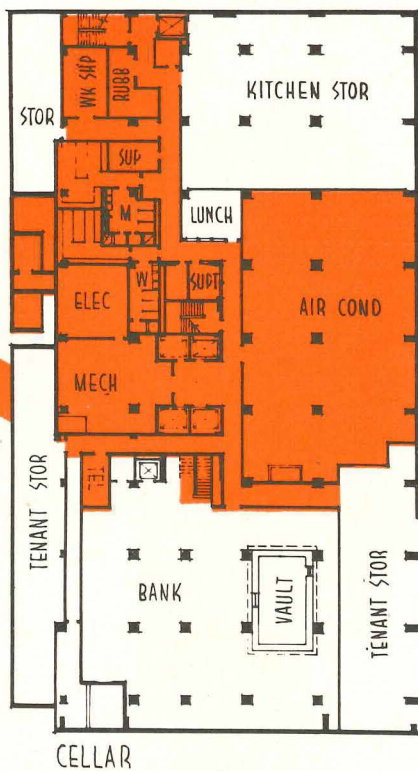 WK SHP
RUBB
KITCHEN STOR
STOR
SUP
M
LUNCH
W
SUPT
ELEC
AIR COND
MECH
TEL
TENANT STOR
BANK
VAULT
TENANT STOR
CELLAR